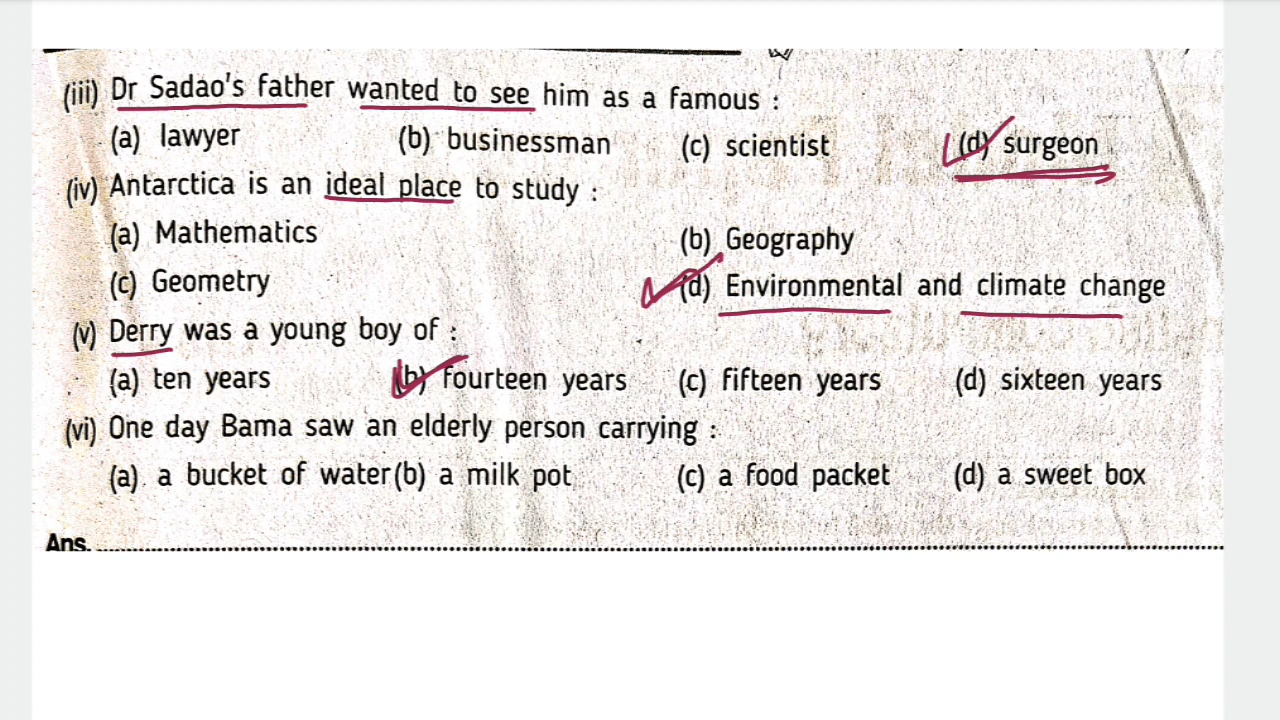 (iii) Dr Sadao's father wanted to see him as a famous :
(a) lawyer (b) businessman (c) scientist (d) surgeon
(iv) Antarctica is an ideal place to study :
(a) Mathematics (b) Geography
(c) Geometry (d) Environmental and climate change
(v) Derry was a young boy of :
(a) ten years (b) fourteen years (c) fifteen years (d) sixteen years
(vi) One day Bama saw an elderly person carrying :
(a) a bucket of water (b) a milk pot (c) a food packet (d) a sweet box
Ans.